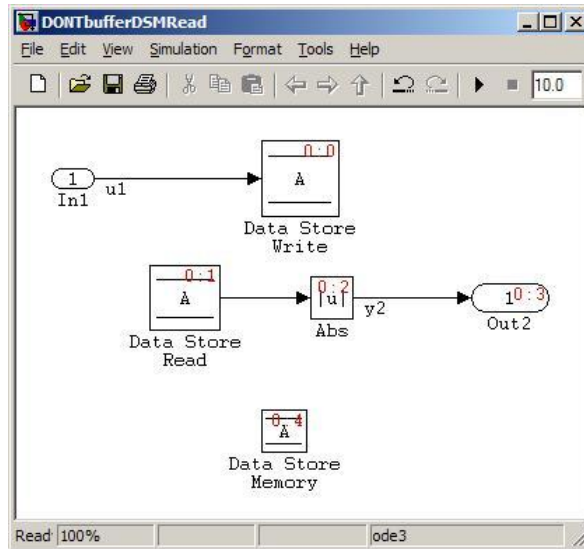 DONTbufferDSMRead
File Edit View Simulation Format Tools Help
10.0
0:0
1
A
In1
u1
Data Store
Write
0:1
A
0:2
|u|
y2
1
0:3
Data Store
Read
Abs
Out2
0:4
A
Data Store
Memory
Read 100% ode3